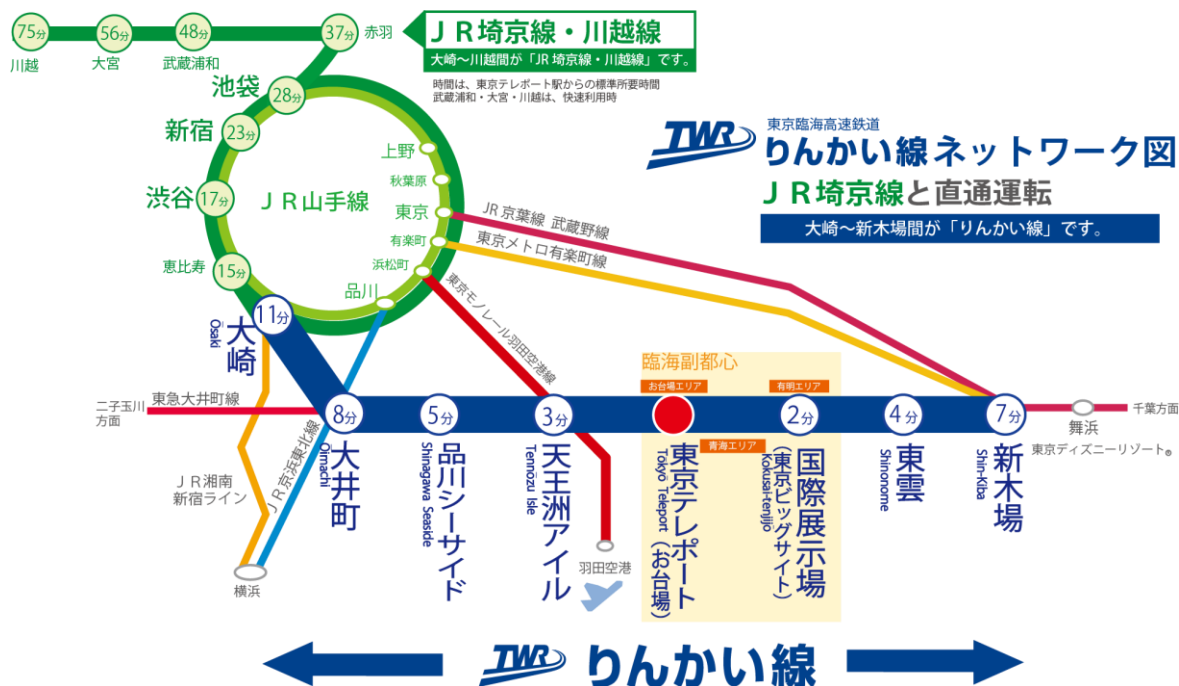 75分
56分
48分
37分
川越
大宮
武蔵浦和
赤羽
JR埼京線・川越線
大崎～川越間が「JR埼京線・川越線」です。
時間は、東京テレポート駅からの標準所要時間
武蔵浦和・大宮・川越は、快速利用時
TWR
東京臨海高速鉄道
りんかい線ネットワーク図
JR埼京線と直通運転
大崎～新木場間が「りんかい線」です。
池袋
28分
新宿
23分
渋谷
17分
恵比寿
15分
JR山手線
上野
秋葉原
東京
有楽町
浜松町
品川
JR京葉線 武蔵野線
東京メトロ有楽町線
東京モノレール羽田空港線
11分
大崎
Ōsaki
臨海副都心
お台場エリア
有明エリア
青海エリア
二子玉川
方面
東急大井町線
8分
5分
3分
2分
4分
7分
千葉方面
舞浜
東京ディズニーリゾート®
大井町
Ōimachi
品川シーサイド
Shinagawa Seaside
天王洲アイル
Tennōzu Isle
東京テレポート
Tōkyō Teleport
(お台場)
国際展示場
Kokusai-tenjijō
(東京ビッグサイト)
東雲
Shinonome
新木場
Shin-Kiba
JR湘南
新宿ライン
JR京浜東北線
横浜
羽田空港
TWR りんかい線